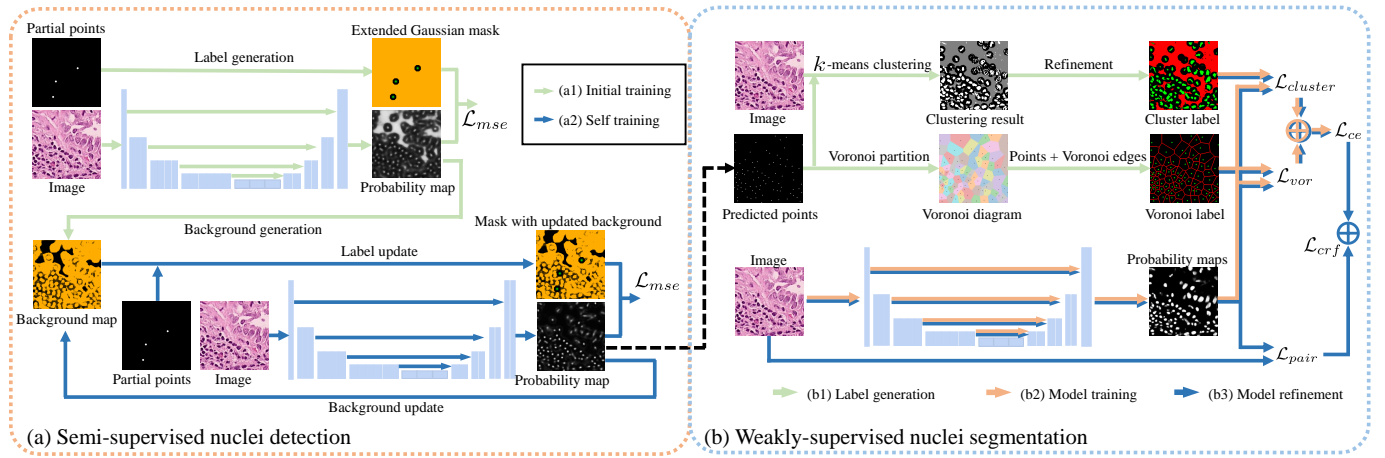 Partial points
Label generation
Extended Gaussian mask
(a1) Initial training
(a2) Self training
ℒ_mse
Image
Probability map
Background generation
Mask with updated background
Label update
ℒ_mse
Background map
Partial points
Image
Probability map
Background update
(a) Semi-supervised nuclei detection
k-means clustering
Refinement
Image
Clustering result
Cluster label
ℒ_cluster
ℒ_ce
Voronoi partition
Points + Voronoi edges
ℒ_vor
Predicted points
Voronoi diagram
Voronoi label
ℒ_crf
Image
Probability maps
ℒ_pair
(b1) Label generation
(b2) Model training
(b3) Model refinement
(b) Weakly-supervised nuclei segmentation